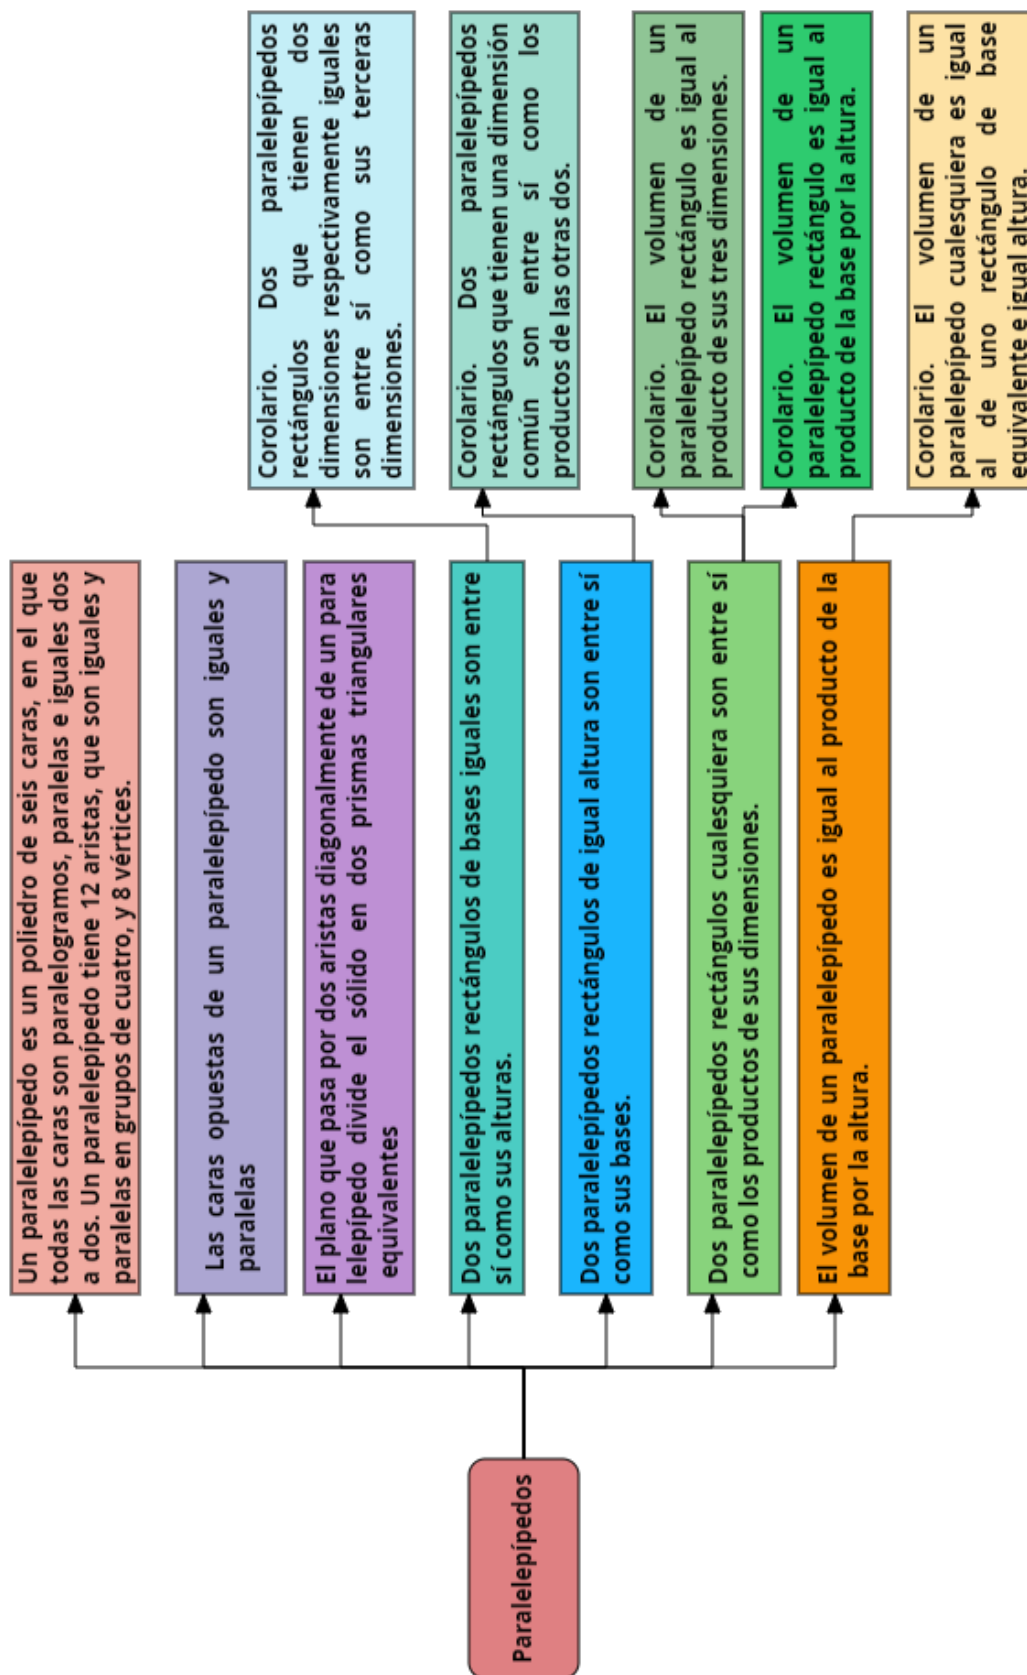 Paralelepípedos
Un paralelepípedo es un poliedro de seis caras, en el que
todas las caras son paralelogramos, paralelas e iguales dos
a dos. Un paralelepípedo tiene 12 aristas, que son iguales y
paralelas en grupos de cuatro, y 8 vértices.
Las caras opuestas de un paralelepípedo son iguales y
paralelas
El plano que pasa por dos aristas diagonalmente de un para
lelepípedo divide el sólido en dos prismas triangulares
equivalentes
Dos paralelepípedos rectángulos de bases iguales son entre
sí como sus alturas.
Dos paralelepípedos rectángulos de igual altura son entre sí
como sus bases.
Dos paralelepípedos rectángulos cualesquiera son entre sí
como los productos de sus dimensiones.
El volumen de un paralelepípedo es igual al producto de la
base por la altura.
Corolario. Dos paralelepípedos
rectángulos que tienen dos
dimensiones respectivamente iguales
son entre sí como sus terceras
dimensiones.
Corolario. Dos paralelepípedos
rectángulos que tienen una dimensión
común son entre sí como los
productos de las otras dos.
Corolario. El volumen de un
paralelepípedo rectángulo es igual al
producto de sus tres dimensiones.
Corolario. El volumen de un
paralelepípedo rectángulo es igual al
producto de la base por la altura.
Corolario. El volumen de un
paralelepípedo cualesquiera es igual
al de uno rectángulo de base
equivalente e igual altura.